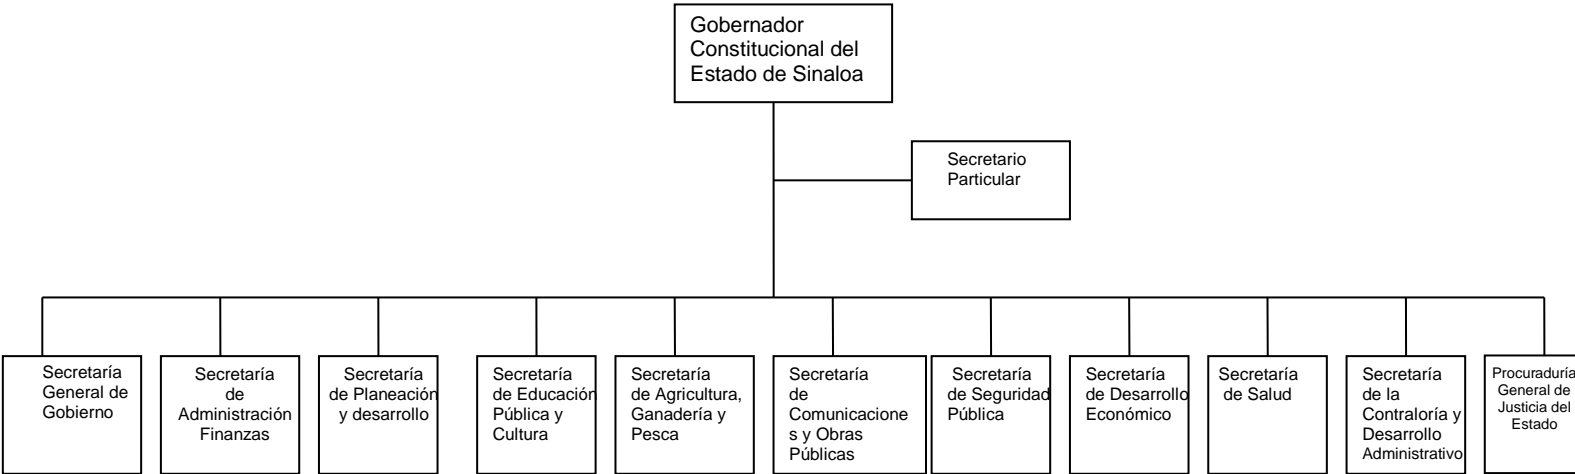 Gobernador
Constitucional del
Estado de Sinaloa
Secretario
Particular
Secretaría
General de
Gobierno
Secretaría
de
Administración
Finanzas
Secretaría
de Planeación
y desarrollo
Secretaría
de Educación
Pública y
Cultura
Secretaría
de Agricultura,
Ganadería y
Pesca
Secretaría
de
Comunicacione
s y Obras
Públicas
Secretaría
de Seguridad
Pública
Secretaría
de Desarrollo
Económico
Secretaría
de Salud
Secretaría
de la
Contraloría y
Desarrollo
Administrativo
Procuraduría
General de
Justicia del
Estado